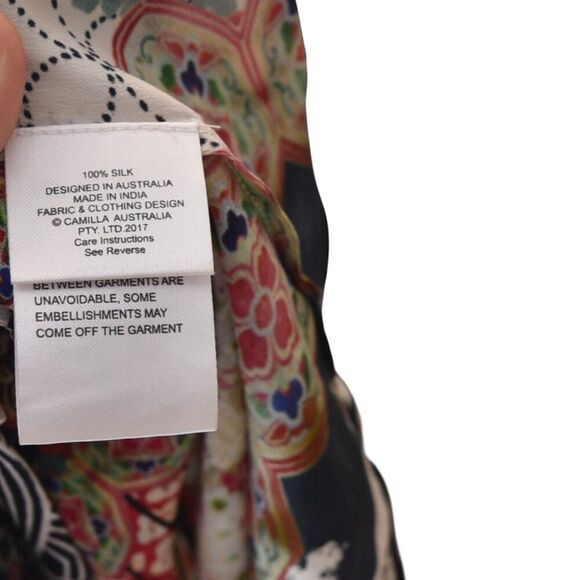 100% SILK
DESIGNED IN AUSTRALIA
MADE IN INDIA
FABRIC & CLOTHING DESIGN
© CAMILLA AUSTRALIA
PTY. LTD.2017
Care Instructions
See Reverse
BETWEEN GARMENTS ARE
UNAVOIDABLE, SOME
EMBELLISHMENTS MAY
COME OFF THE GARMENT